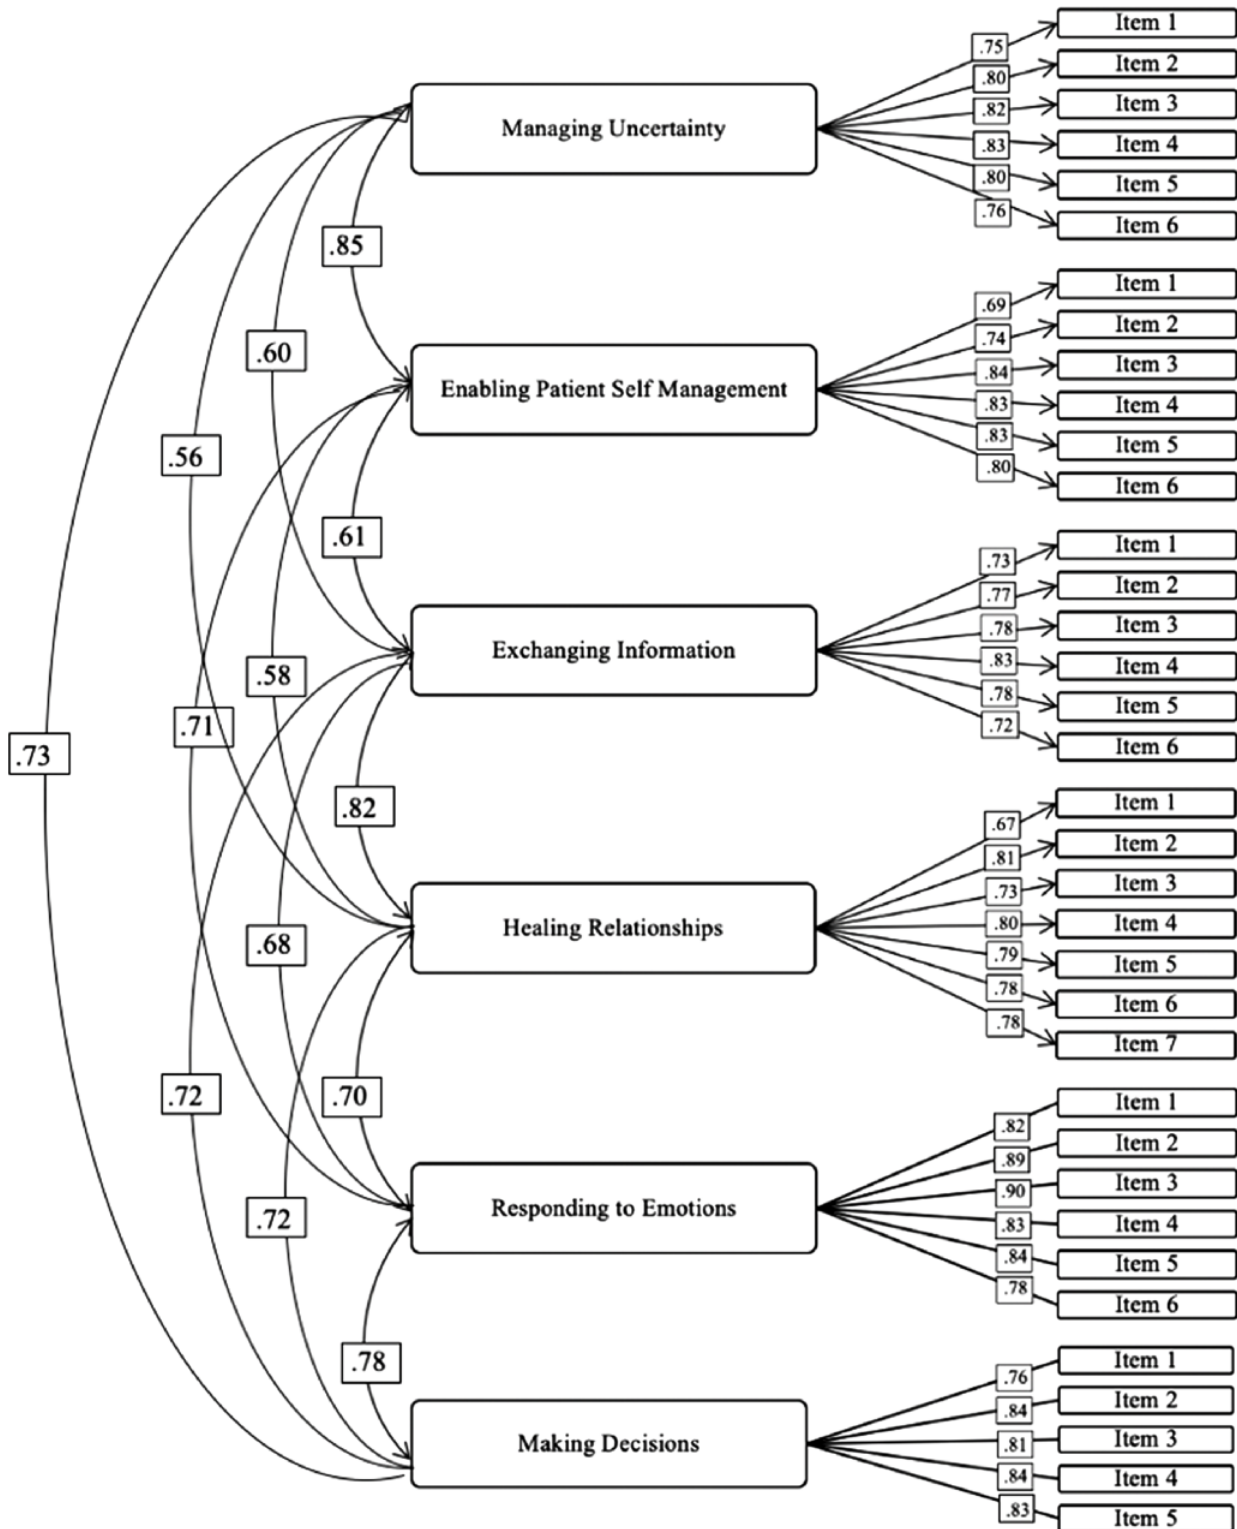 Managing Uncertainty
.75 Item 1
.80 Item 2
.82 Item 3
.83 Item 4
.80 Item 5
.76 Item 6
.85
.60
.56
Enabling Patient Self Management
.69 Item 1
.74 Item 2
.84 Item 3
.83 Item 4
.83 Item 5
.80 Item 6
.61
.58
.71
.73
Exchanging Information
.73 Item 1
.77 Item 2
.78 Item 3
.83 Item 4
.78 Item 5
.72 Item 6
.82
.68
Healing Relationships
.67 Item 1
.81 Item 2
.73 Item 3
.80 Item 4
.79 Item 5
.78 Item 6
.78 Item 7
.70
.72
.72
Responding to Emotions
.82 Item 1
.89 Item 2
.90 Item 3
.83 Item 4
.84 Item 5
.78 Item 6
.78
Making Decisions
.76 Item 1
.84 Item 2
.81 Item 3
.84 Item 4
.83 Item 5